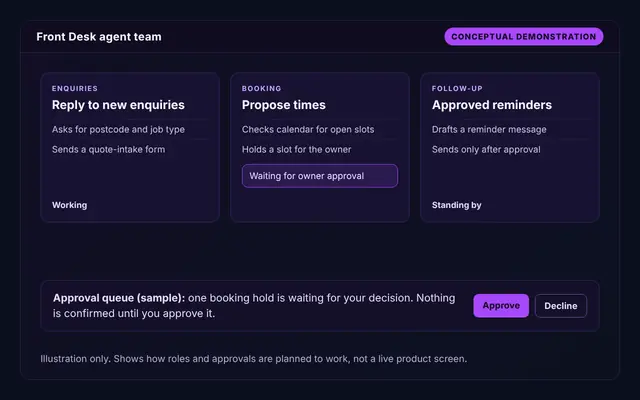 Front Desk agent team
CONCEPTUAL DEMONSTRATION
ENQUIRIES
Reply to new enquiries
Asks for postcode and job type
Sends a quote-intake form
Working
BOOKING
Propose times
Checks calendar for open slots
Holds a slot for the owner
Waiting for owner approval
FOLLOW-UP
Approved reminders
Drafts a reminder message
Sends only after approval
Standing by
Approval queue (sample): one booking hold is waiting for your decision. Nothing
is confirmed until you approve it.
Approve
Decline
Illustration only. Shows how roles and approvals are planned to work, not a live product screen.